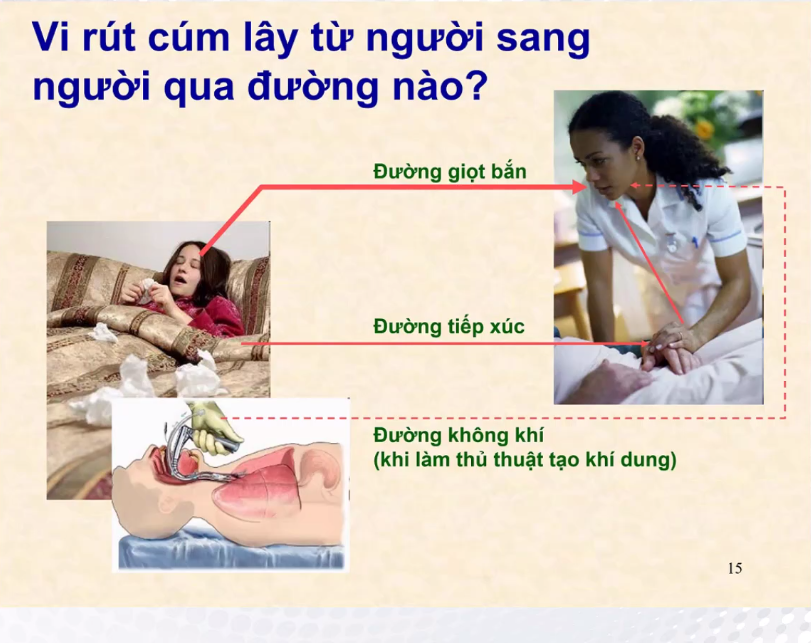 Vi rút cúm lây từ người sang
người qua đường nào?
Đường giọt bắn
Đường tiếp xúc
Đường không khí
(khi làm thủ thuật tạo khí dung)
15